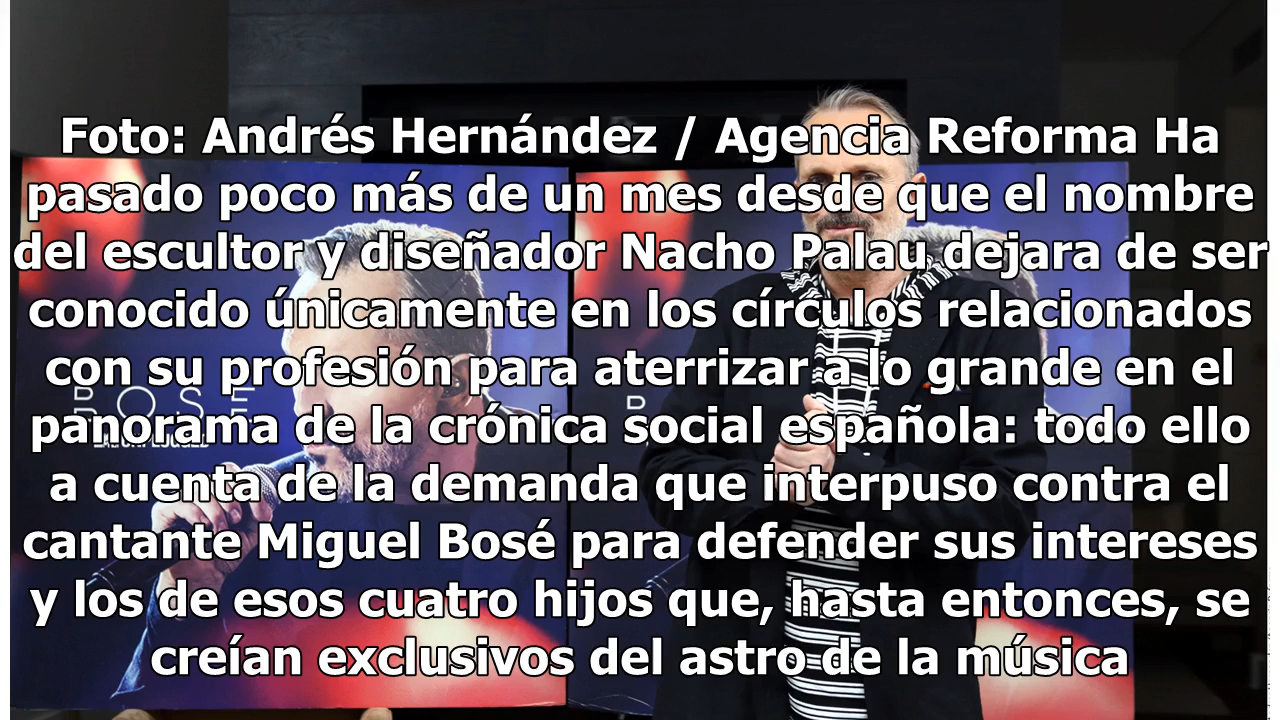 Foto: Andrés Hernández / Agencia Reforma Ha
pasado poco más de un mes desde que el nombre
del escultor y diseñador Nacho Palau dejara de ser
conocido únicamente en los círculos relacionados
con su profesión para aterrizar a lo grande en el
panorama de la crónica social española: todo ello
a cuenta de la demanda que interpuso contra el
cantante Miguel Bosé para defender sus intereses
y los de esos cuatro hijos que, hasta entonces, se
creían exclusivos del astro de la música
BOSE